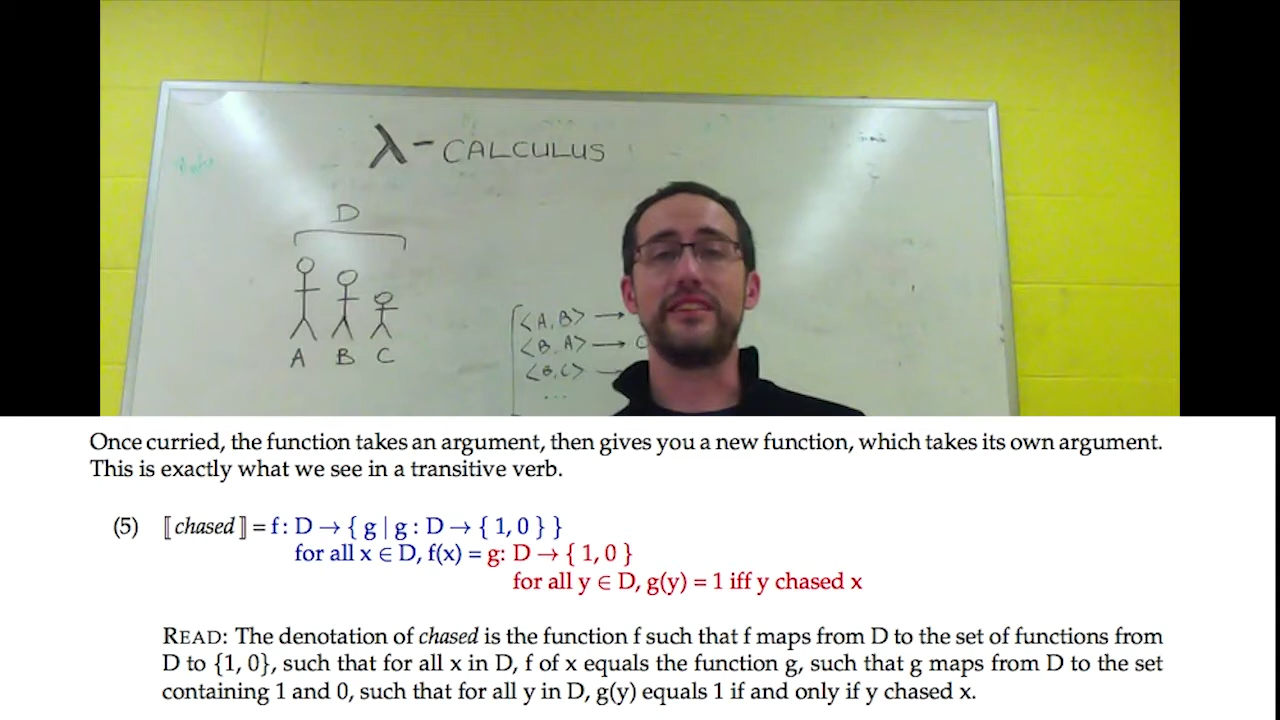 λ - CALCULUS
D
A B C
<A, B> →
<B, A> → C
<B, C>
...
Once curried, the function takes an argument, then gives you a new function, which takes its own argument.
This is exactly what we see in a transitive verb.
(5) ⟦ chased ⟧ = f : D → { g | g : D → { 1, 0 } }
for all x ∈ D, f(x) = g: D → { 1, 0 }
for all y ∈ D, g(y) = 1 iff y chased x
READ: The denotation of chased is the function f such that f maps from D to the set of functions from
D to {1, 0}, such that for all x in D, f of x equals the function g, such that g maps from D to the set
containing 1 and 0, such that for all y in D, g(y) equals 1 if and only if y chased x.